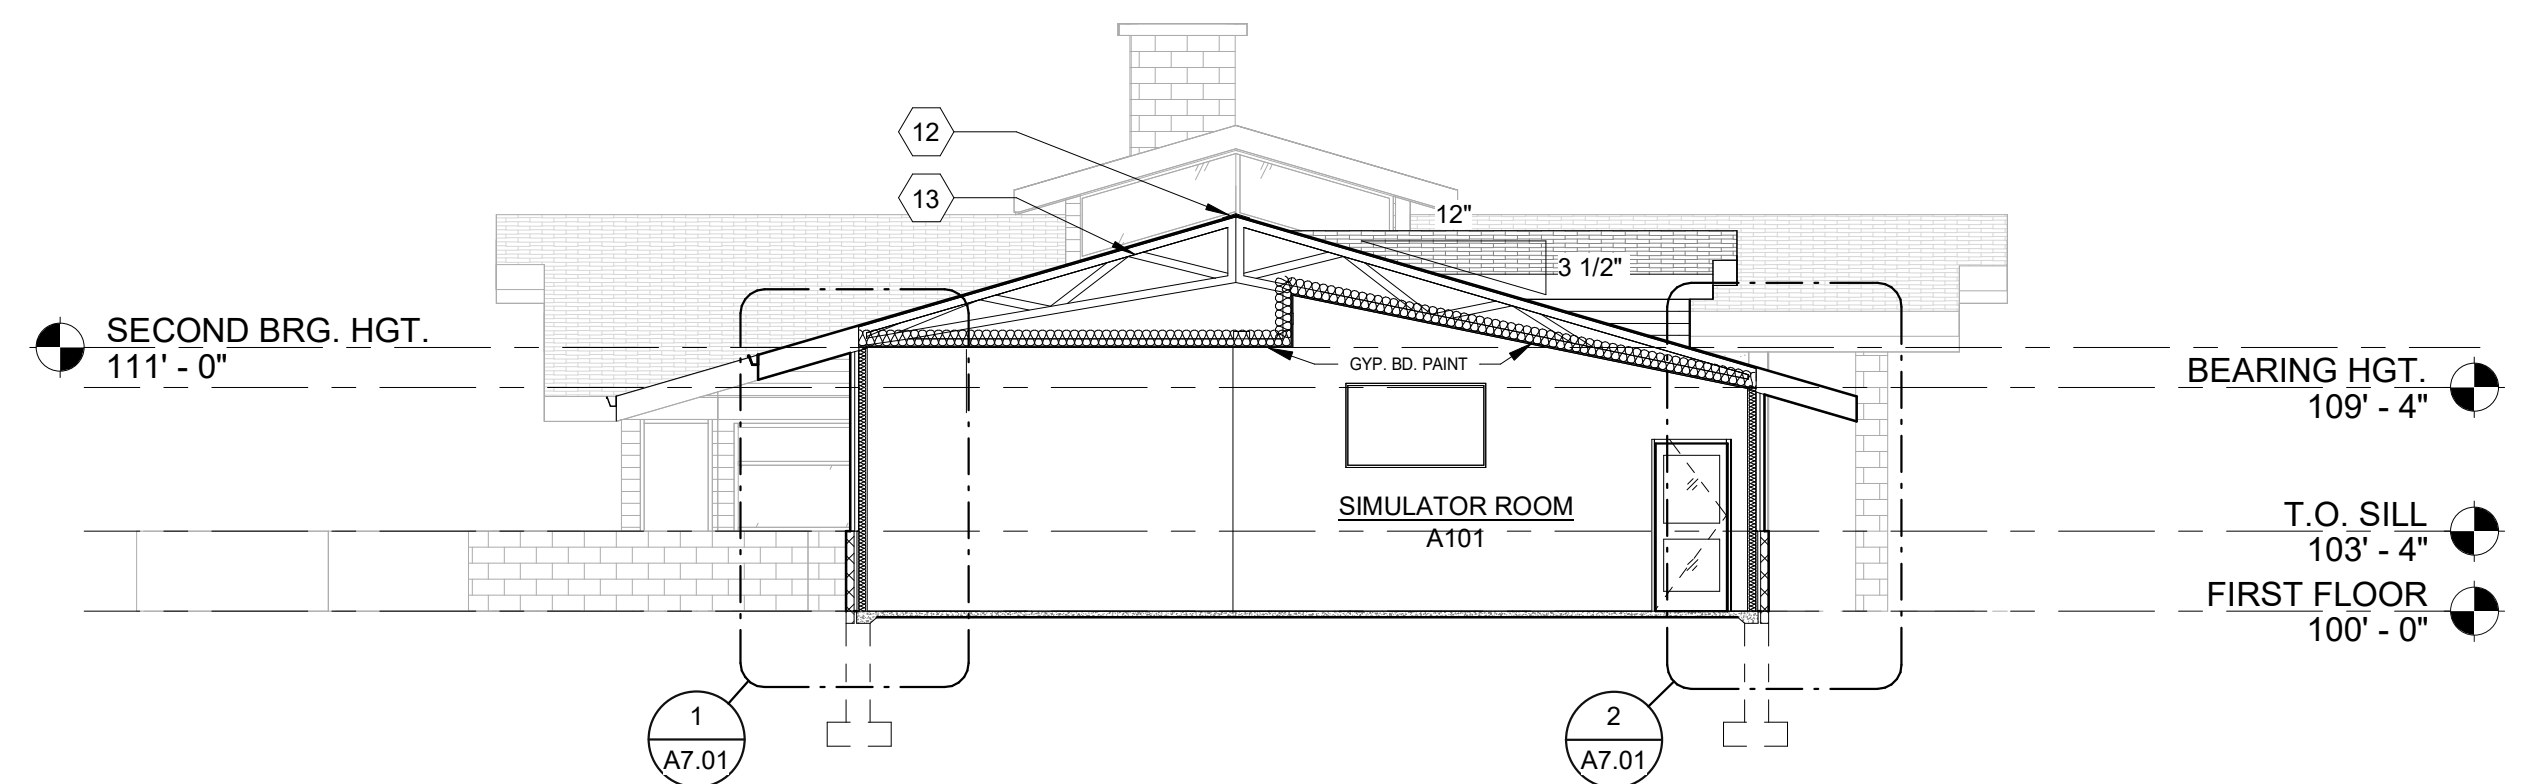 12
13
12"
3 1/2"
SECOND BRG. HGT.
111' - 0"
GYP. BD. PAINT
BEARING HGT.
109' - 4"
SIMULATOR ROOM
A101
T.O. SILL
103' - 4"
FIRST FLOOR
100' - 0"
1
A7.01
2
A7.01